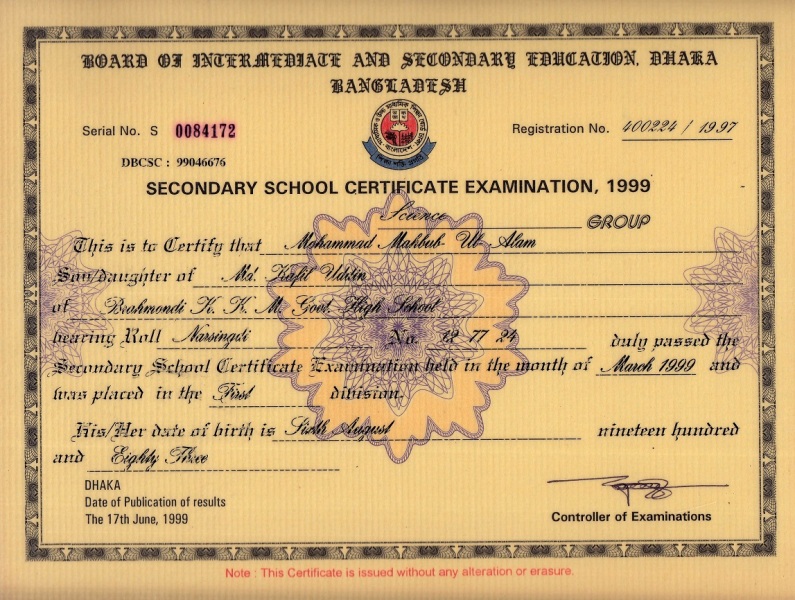 BOARD OF INTERMEDIATE AND SECONDARY EDUCATION, DHAKA
BANGLADESH
Serial No. S 0084172
Registration No. 400224 / 1997
DBCSC : 99046676
SECONDARY SCHOOL CERTIFICATE EXAMINATION, 1999
Science GROUP
This is to Certify that Mohammad Mahbub- Ul- Alam
Son/daughter of Md. Kafil Uddin
of Brahmondi K. K. M. Govt. High School
bearing Roll Narsingdi No. 12 77 24 duly passed the
Secondary School Certificate Examination held in the month of March 1999 and
was placed in the First division.
His/Her date of birth is Sixth August nineteen hundred
and Eighty Three
DHAKA
Date of Publication of results
The 17th June, 1999
Controller of Examinations
Note : This Certificate is issued without any alteration or erasure.